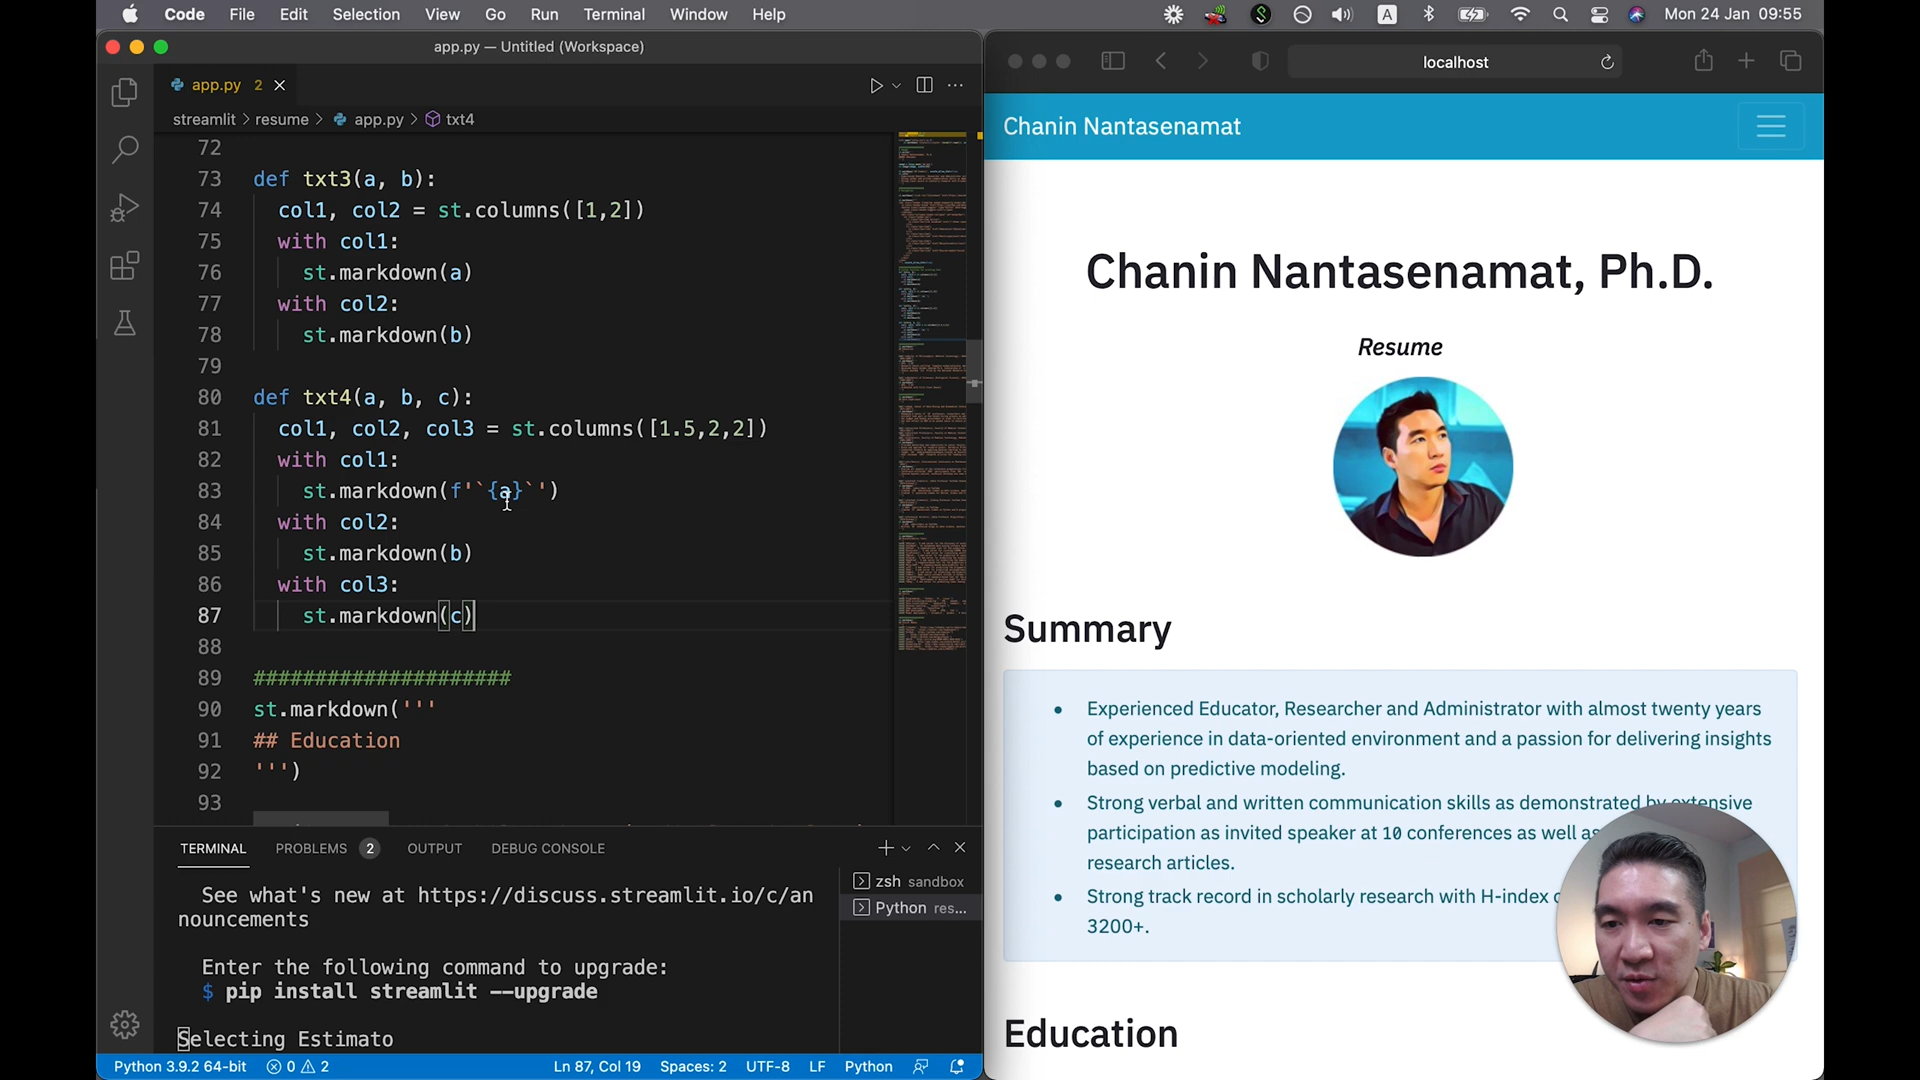 Code File Edit Selection View Go Run Terminal Window Help
A Mon 24 Jan 09:55
app.py — Untitled (Workspace)
app.py 2
streamlit > resume > app.py > txt4
72
73 def txt3(a, b):
74 col1, col2 = st.columns([1,2])
75 with col1:
76 st.markdown(a)
77 with col2:
78 st.markdown(b)
79
80 def txt4(a, b, c):
81 col1, col2, col3 = st.columns([1.5,2,2])
82 with col1:
83 st.markdown(f'`{a}`')
84 with col2:
85 st.markdown(b)
86 with col3:
87 st.markdown(c)
88
89 #####################
90 st.markdown('''
91 ## Education
92 ''')
93
TERMINAL PROBLEMS 2 OUTPUT DEBUG CONSOLE
See what's new at https://discuss.streamlit.io/c/an
nouncements
Enter the following command to upgrade:
$ pip install streamlit --upgrade
Selecting Estimato
zsh sandbox
Python res...
Python 3.9.2 64-bit 0 2 Ln 87, Col 19 Spaces: 2 UTF-8 LF Python
localhost
Chanin Nantasenamat
Chanin Nantasenamat, Ph.D.
Resume
Summary
• Experienced Educator, Researcher and Administrator with almost twenty years
of experience in data-oriented environment and a passion for delivering insights
based on predictive modeling.
• Strong verbal and written communication skills as demonstrated by extensive
participation as invited speaker at 10 conferences as well as
research articles.
• Strong track record in scholarly research with H-index
3200+.
Education